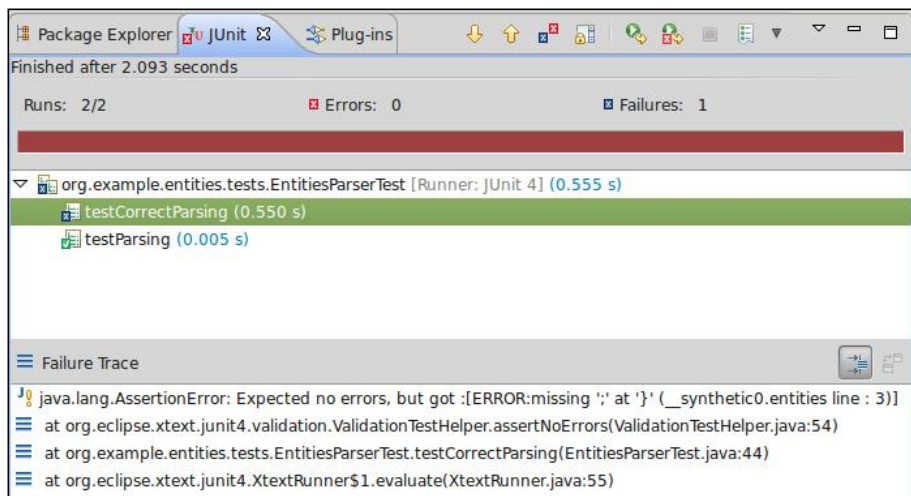 Package Explorer JUnit Plug-ins
Finished after 2.093 seconds
Runs: 2/2 Errors: 0 Failures: 1
org.example.entities.tests.EntitiesParserTest [Runner: JUnit 4] (0.555 s)
testCorrectParsing (0.550 s)
testParsing (0.005 s)
Failure Trace
java.lang.AssertionError: Expected no errors, but got :[ERROR:missing ';' at '}' (__synthetic0.entities line : 3)]
at org.eclipse.xtext.junit4.validation.ValidationTestHelper.assertNoErrors(ValidationTestHelper.java:54)
at org.example.entities.tests.EntitiesParserTest.testCorrectParsing(EntitiesParserTest.java:44)
at org.eclipse.xtext.junit4.XtextRunner$1.evaluate(XtextRunner.java:55)